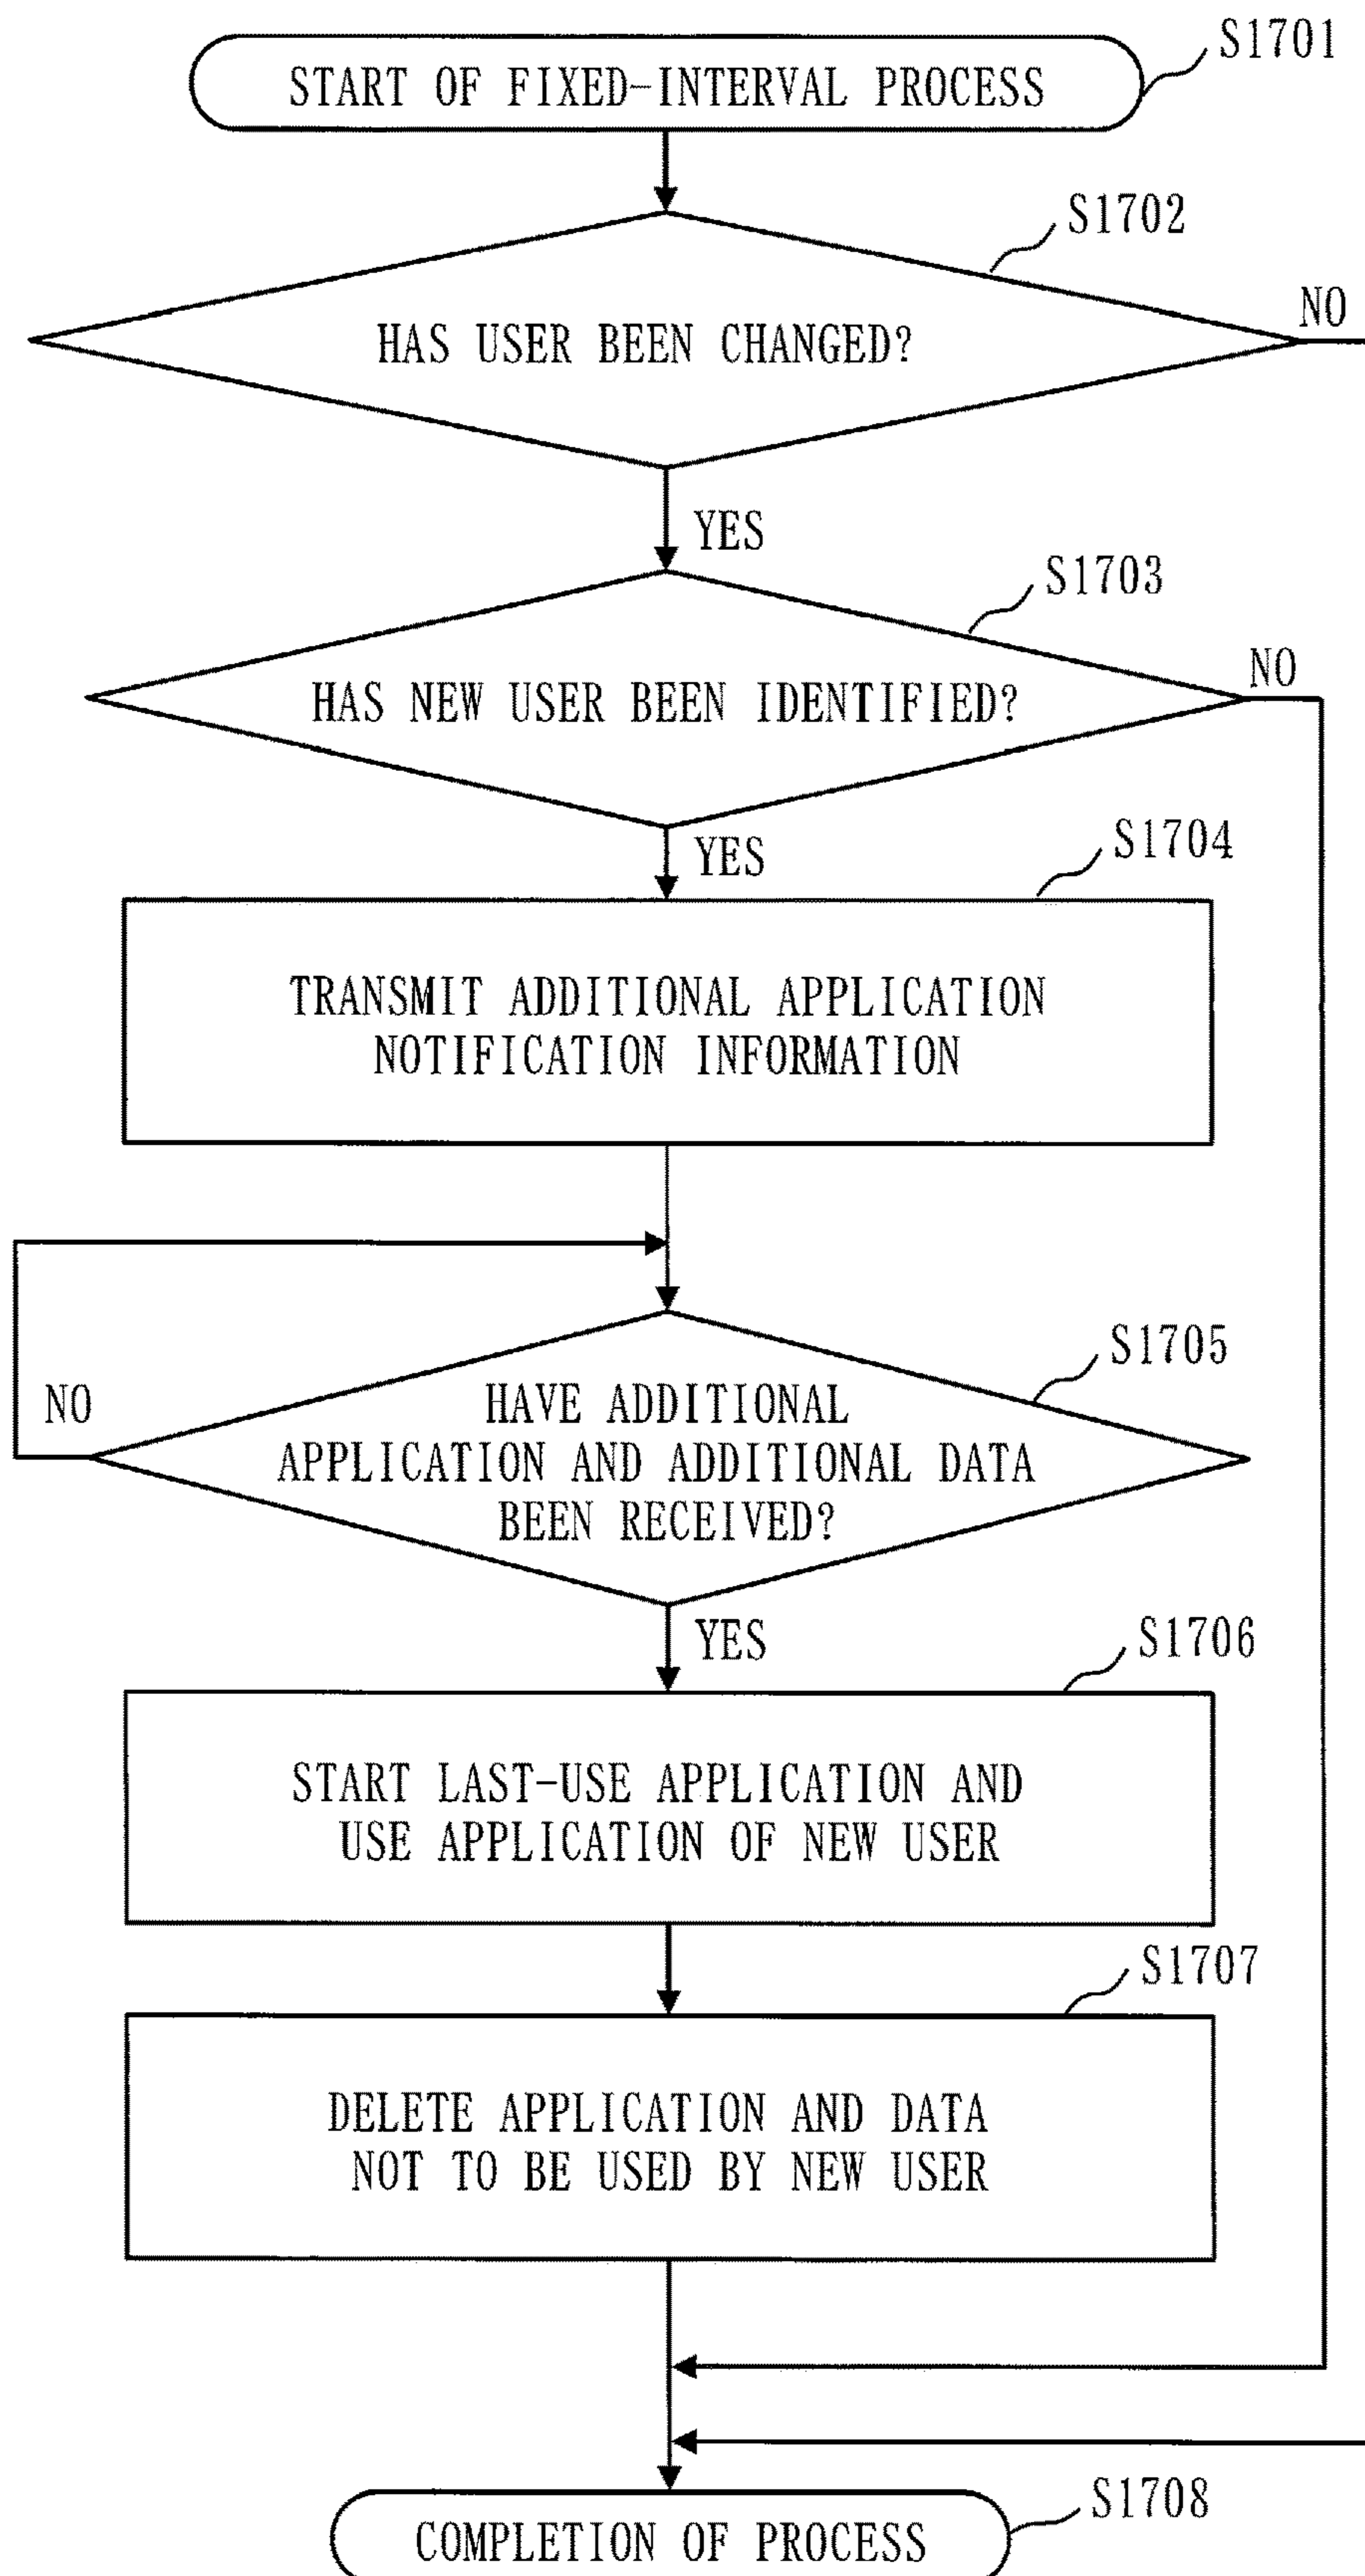 S1701
START OF FIXED-INTERVAL PROCESS
S1702
NO
HAS USER BEEN CHANGED?
YES
S1703
NO
HAS NEW USER BEEN IDENTIFIED?
YES
S1704
TRANSMIT ADDITIONAL APPLICATION
NOTIFICATION INFORMATION
S1705
NO
HAVE ADDITIONAL
APPLICATION AND ADDITIONAL DATA
BEEN RECEIVED?
YES
S1706
START LAST-USE APPLICATION AND
USE APPLICATION OF NEW USER
S1707
DELETE APPLICATION AND DATA
NOT TO BE USED BY NEW USER
S1708
COMPLETION OF PROCESS